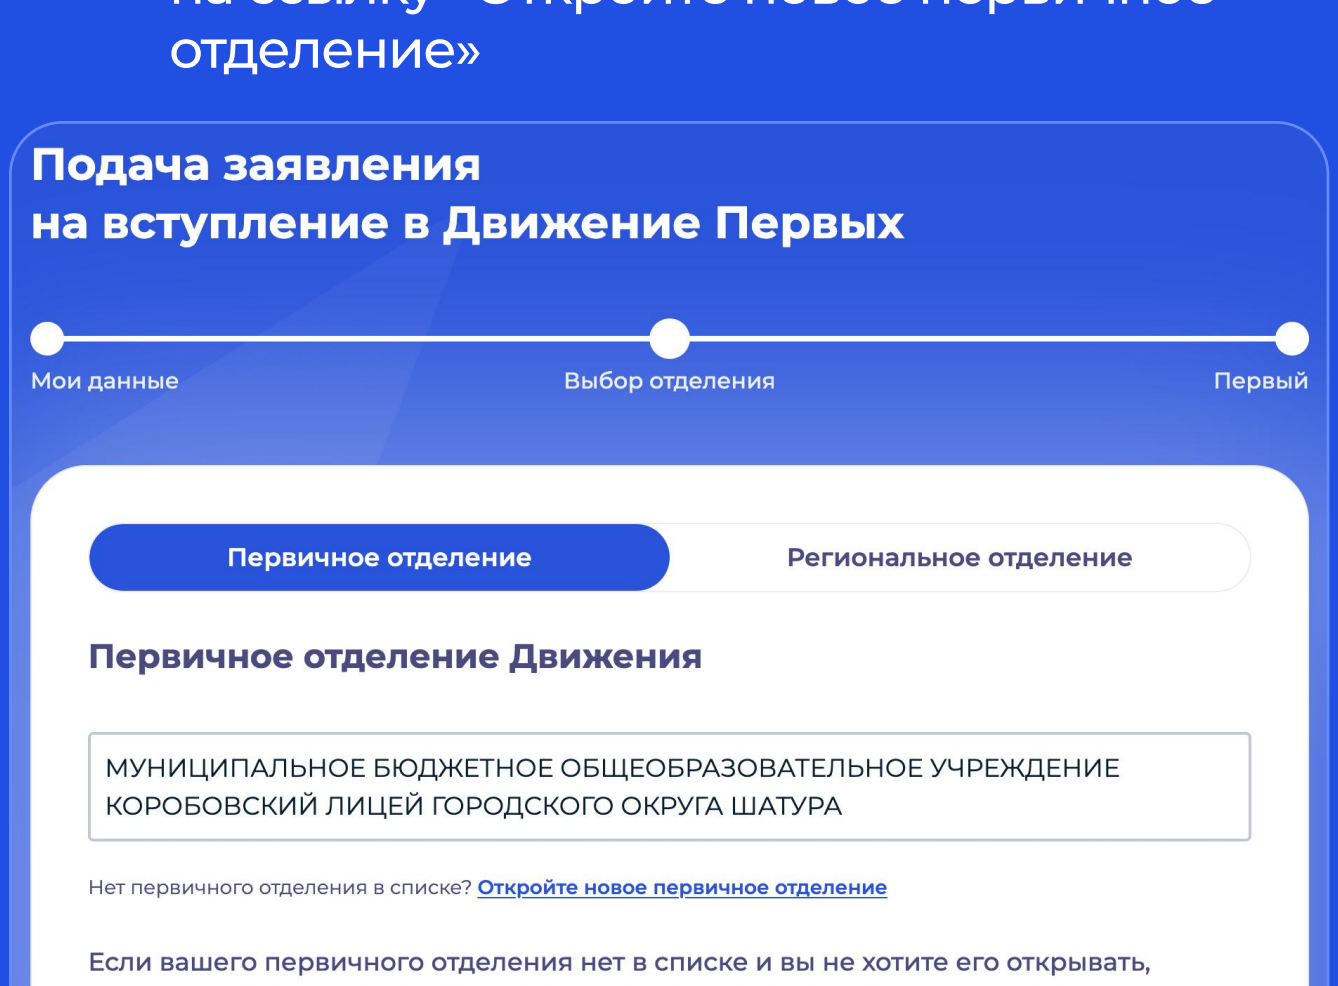 отделение»
Подача заявления
на вступление в Движение Первых
Мои данные
Выбор отделения
Первый
Первичное отделение
Региональное отделение
Первичное отделение Движения
МУНИЦИПАЛЬНОЕ БЮДЖЕТНОЕ ОБЩЕОБРАЗОВАТЕЛЬНОЕ УЧРЕЖДЕНИЕ
КОРОБОВСКИЙ ЛИЦЕЙ ГОРОДСКОГО ОКРУГА ШАТУРА
Нет первичного отделения в списке? Откройте новое первичное отделение
Если вашего первичного отделения нет в списке и вы не хотите его открывать,